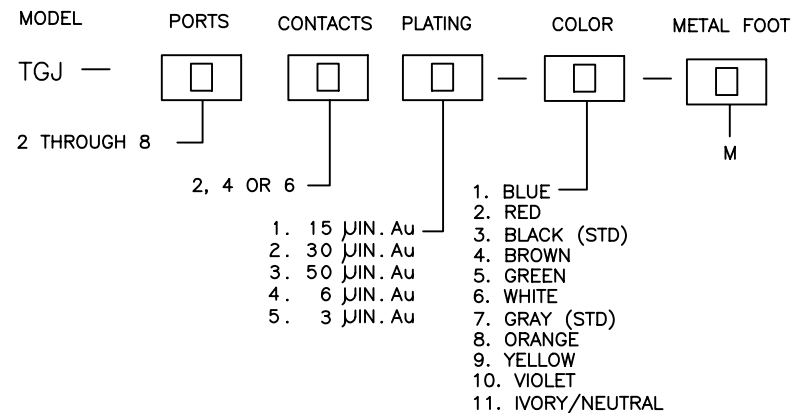 MODEL PORTS CONTACTS PLATING COLOR METAL FOOT
TGJ — — —
2 THROUGH 8
M
2, 4 OR 6
1. 15 µIN.Au
2. 30 µIN.Au
3. 50 µIN.Au
4. 6 µIN.Au
5. 3 µIN.Au
1. BLUE
2. RED
3. BLACK (STD)
4. BROWN
5. GREEN
6. WHITE
7. GRAY (STD)
8. ORANGE
9. YELLOW
10. VIOLET
11. IVORY/NEUTRAL